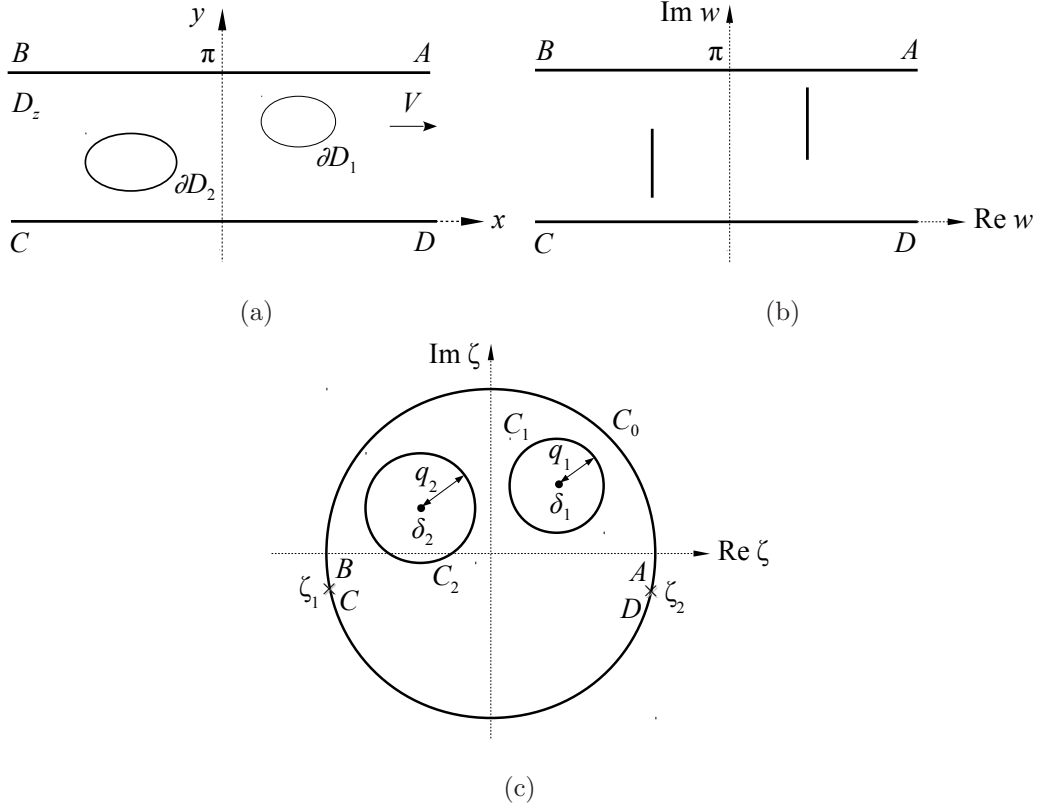 y
B
π
A
D_z
V
∂D_1
∂D_2
x
C
D
(a)
Im w
B
π
A
C
D
Re w
(b)
Im ζ
C_1
C_0
q_1
q_2
δ_1
δ_2
Re ζ
B
C_2
A
ζ_1
C
D
ζ_2
(c)